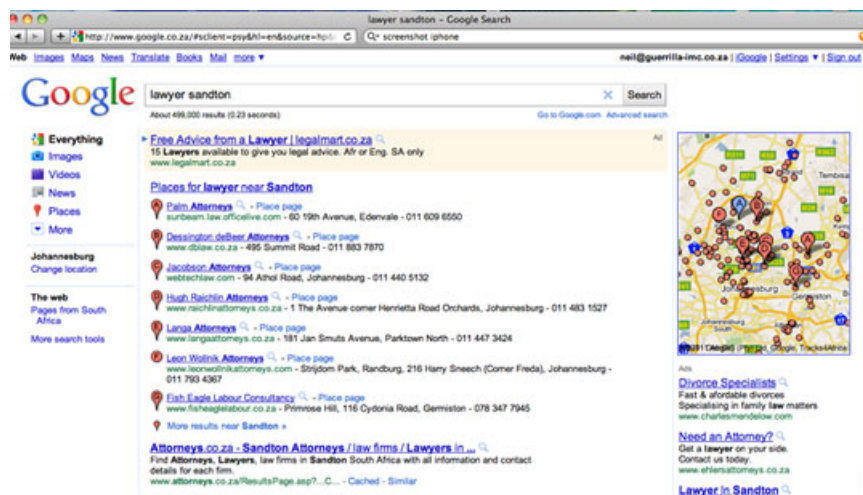 lawyer sandton - Google Search
http://www.google.co.za/#sclient=psy&hl=en&source=hp
screenshot iphone
Web Images Maps News Translate Books Mail more ▼
neil@guerrilla-imc.co.za | iGoogle | Settings ▼ | Sign out
Google
lawyer sandton
Search
About 499,000 results (0.23 seconds)
Go to Google.com Advanced search
Everything
Images
Videos
News
Places
More
Johannesburg
Change location
The web
Pages from South
Africa
More search tools
Free Advice from a Lawyer | legalmart.co.za
Ad
15 Lawyers available to give you legal advice. Afr or Eng. SA only
www.legalmart.co.za
Places for lawyer near Sandton
Palm Attorneys - Place page
sunbeam.law.officelive.com - 60 19th Avenue, Edenvale - 011 609 6550
Dessington deBeer Attorneys - Place page
www.dblaw.co.za - 495 Summit Road - 011 883 7870
Jacobson Attorneys - Place page
webtechlaw.com - 94 Athol Road, Johannesburg - 011 440 5132
Hugh Raichlin Attorneys - Place page
www.raichlinattorneys.co.za - 1 The Avenue corner Henrietta Road Orchards, Johannesburg - 011 483 1527
Langa Attorneys - Place page
www.langaattorneys.co.za - 181 Jan Smuts Avenue, Parktown North - 011 447 3424
Leon Wollnik Attorneys - Place page
www.leonwollnikattorneys.com - Strijdom Park, Randburg, 216 Harry Sneech (Corner Freda), Johannesburg -
011 793 4367
Fish Eagle Labour Consultancy - Place page
www.fisheaglelabour.co.za - Primrose Hill, 116 Cydonia Road, Germiston - 078 347 7945
More results near Sandton »
Attorneys.co.za - Sandton Attorneys / law firms / Lawyers in ...
Find Attorneys, Lawyers, law firms in Sandton South Africa with all information and contact
details for each firm.
www.attorneys.co.za/ResultsPage.asp?...C... - Cached - Similar
Tembisa
Johannesburg
Germiston
Johannesburg
South
Google, Tracks4Africa
Ads
Divorce Specialists
Fast & afordable divorces
Specialising in family law matters
www.charlesmendelow.com
Need an Attorney?
Get a lawyer on your side.
Contact us today.
www.ehlersattorneys.co.za
Lawyer In Sandton